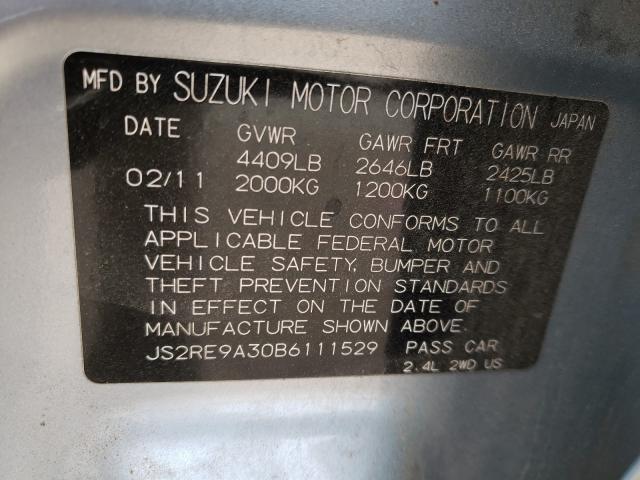 MFD BY SUZUKI MOTOR CORPORATION JAPAN
DATE GVWR GAWR FRT GAWR RR
4409LB 2646LB 2425LB
02/11 2000KG 1200KG 1100KG
THIS VEHICLE CONFORMS TO ALL
APPLICABLE FEDERAL MOTOR
VEHICLE SAFETY, BUMPER AND
THEFT PREVENTION STANDARDS
IN EFFECT ON THE DATE OF
MANUFACTURE SHOWN ABOVE.
JS2RE9A30B6111529 PASS CAR
2.4L 2WD US